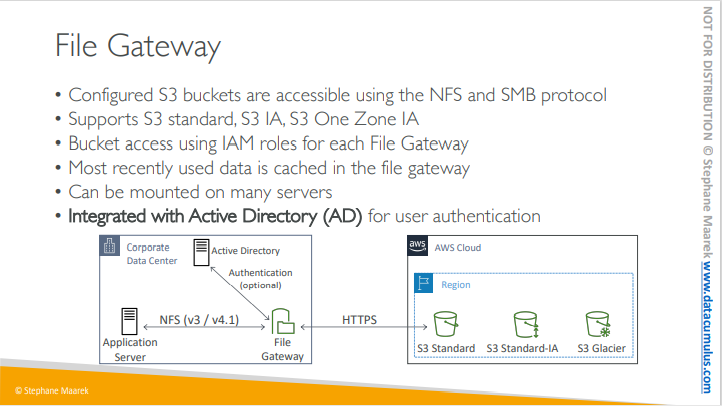 File Gateway
• Configured S3 buckets are accessible using the NFS and SMB protocol
• Supports S3 standard, S3 IA, S3 One Zone IA
• Bucket access using IAM roles for each File Gateway
• Most recently used data is cached in the file gateway
• Can be mounted on many servers
• Integrated with Active Directory (AD) for user authentication
Corporate
Data Center
Active Directory
Authentication
(optional)
NFS (v3 / v4.1)
Application
Server
File
Gateway
HTTPS
aws
AWS Cloud
Region
S3 Standard
S3 Standard-IA
S3 Glacier
© Stephane Maarek
NOT FOR DISTRIBUTION © Stephane Maarek www.datacumulus.com